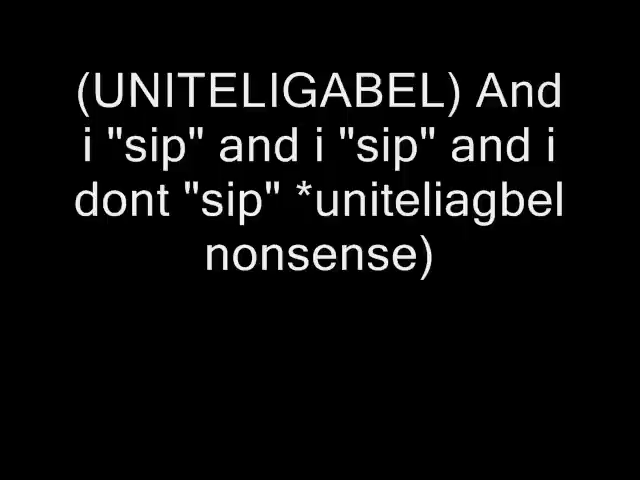 (UNITELIGABEL) And
i "sip" and i "sip" and i
dont "sip" *uniteliagbel
nonsense)